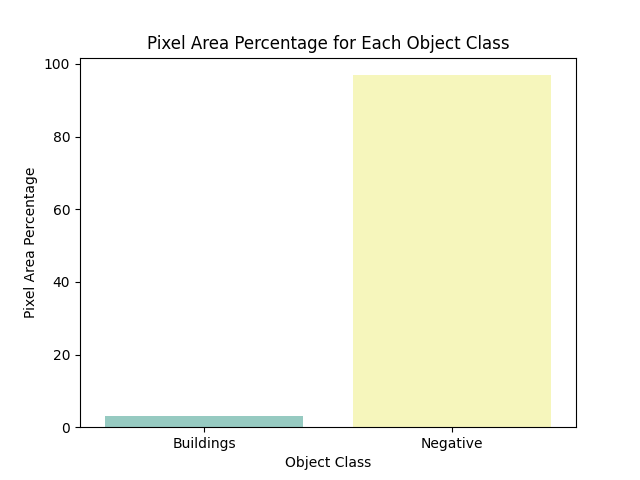 Pixel Area Percentage for Each Object Class
100
80
60
40
20
0
Pixel Area Percentage
Buildings
Negative
Object Class